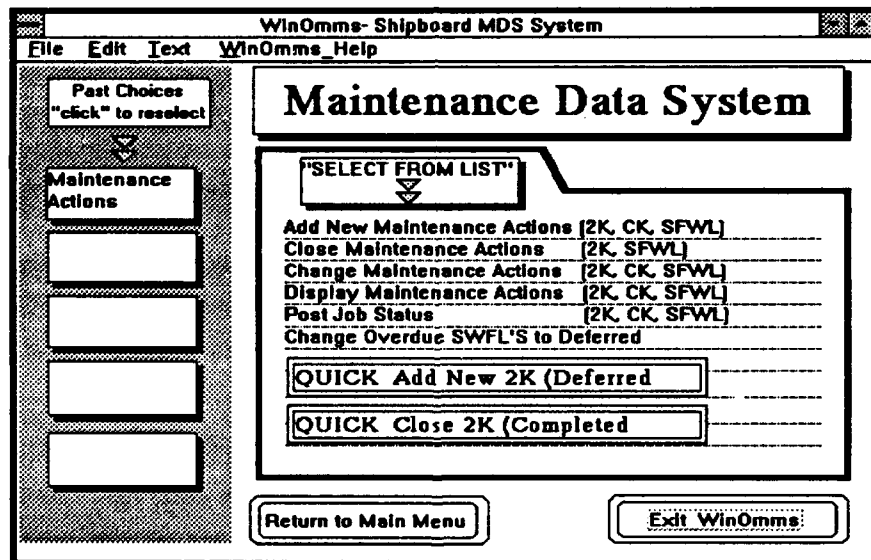 WinOmms- Shipboard MDS System
File Edit Text WinOmms_Help
Past Choices
"click" to reselect
Maintenance
Actions
Maintenance Data System
"SELECT FROM LIST"
Add New Maintenance Actions [2K, CK, SFWL]
Close Maintenance Actions [2K, SFWL]
Change Maintenance Actions [2K, CK, SFWL]
Display Maintenance Actions [2K, CK, SFWL]
Post Job Status [2K, CK, SFWL]
Change Overdue SWFL'S to Deferred
QUICK Add New 2K (Deferred
QUICK Close 2K (Completed
Return to Main Menu
Exit WinOmms